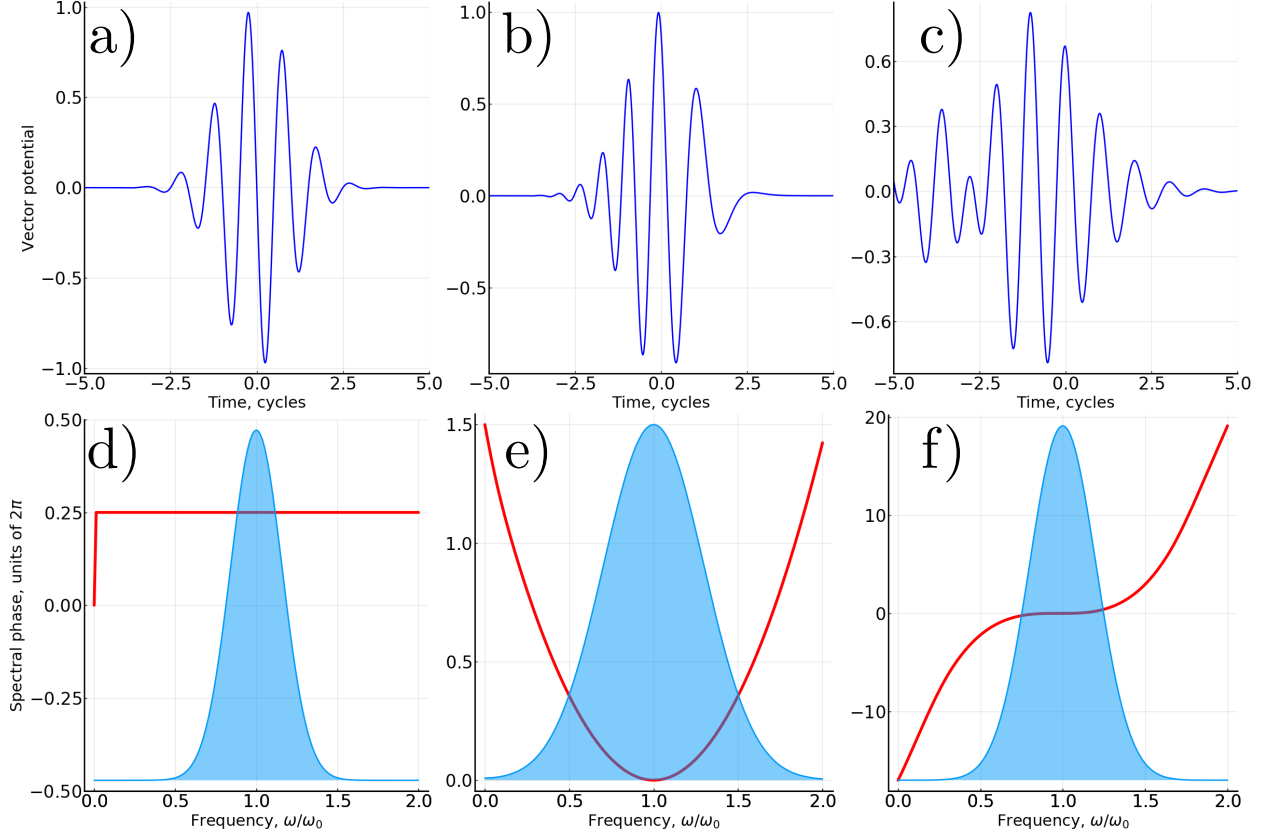 a)
Vector potential
1.0
0.5
0.0
−0.5
−1.0
−5.0 −2.5 0.0 2.5 5.0
Time, cycles
b)
1.0
0.5
0.0
−0.5
−5.0 −2.5 0.0 2.5 5.0
Time, cycles
c)
0.6
0.3
0.0
−0.3
−0.6
−5.0 −2.5 0.0 2.5 5.0
Time, cycles
d)
Spectral phase, units of 2π
0.50
0.25
0.00
−0.25
−0.50
0.0 0.5 1.0 1.5 2.0
Frequency, ω/ω₀
e)
1.5
1.0
0.5
0.0
0.0 0.5 1.0 1.5 2.0
Frequency, ω/ω₀
f)
20
10
0
−10
0.0 0.5 1.0 1.5 2.0
Frequency, ω/ω₀